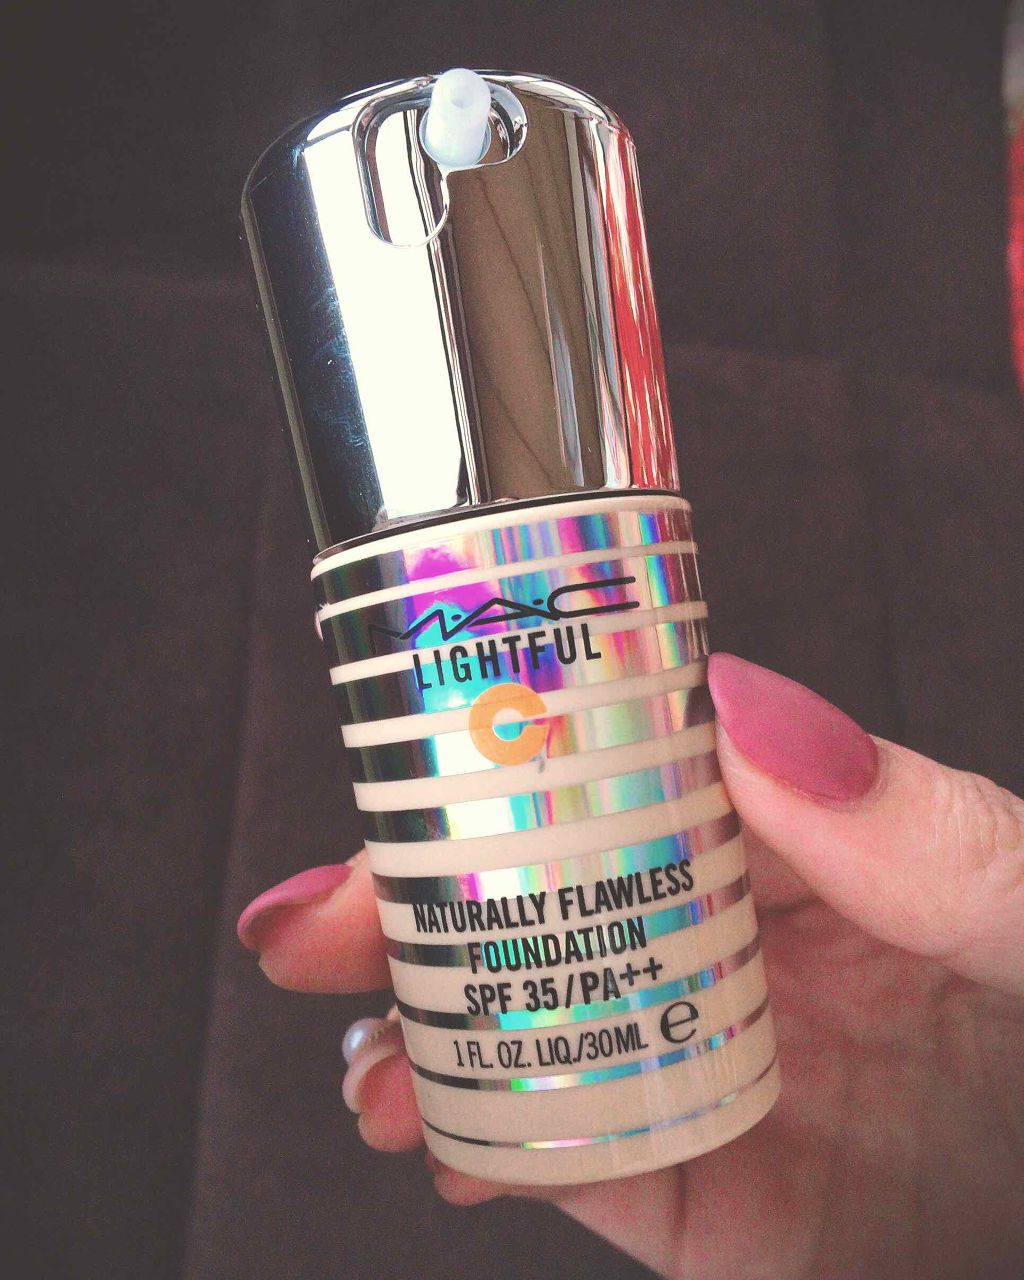 M·A·C
LIGHTFUL
C
NATURALLY FLAWLESS
FOUNDATION
SPF 35/PA++
1 FL. OZ. LIQ./30 ML e